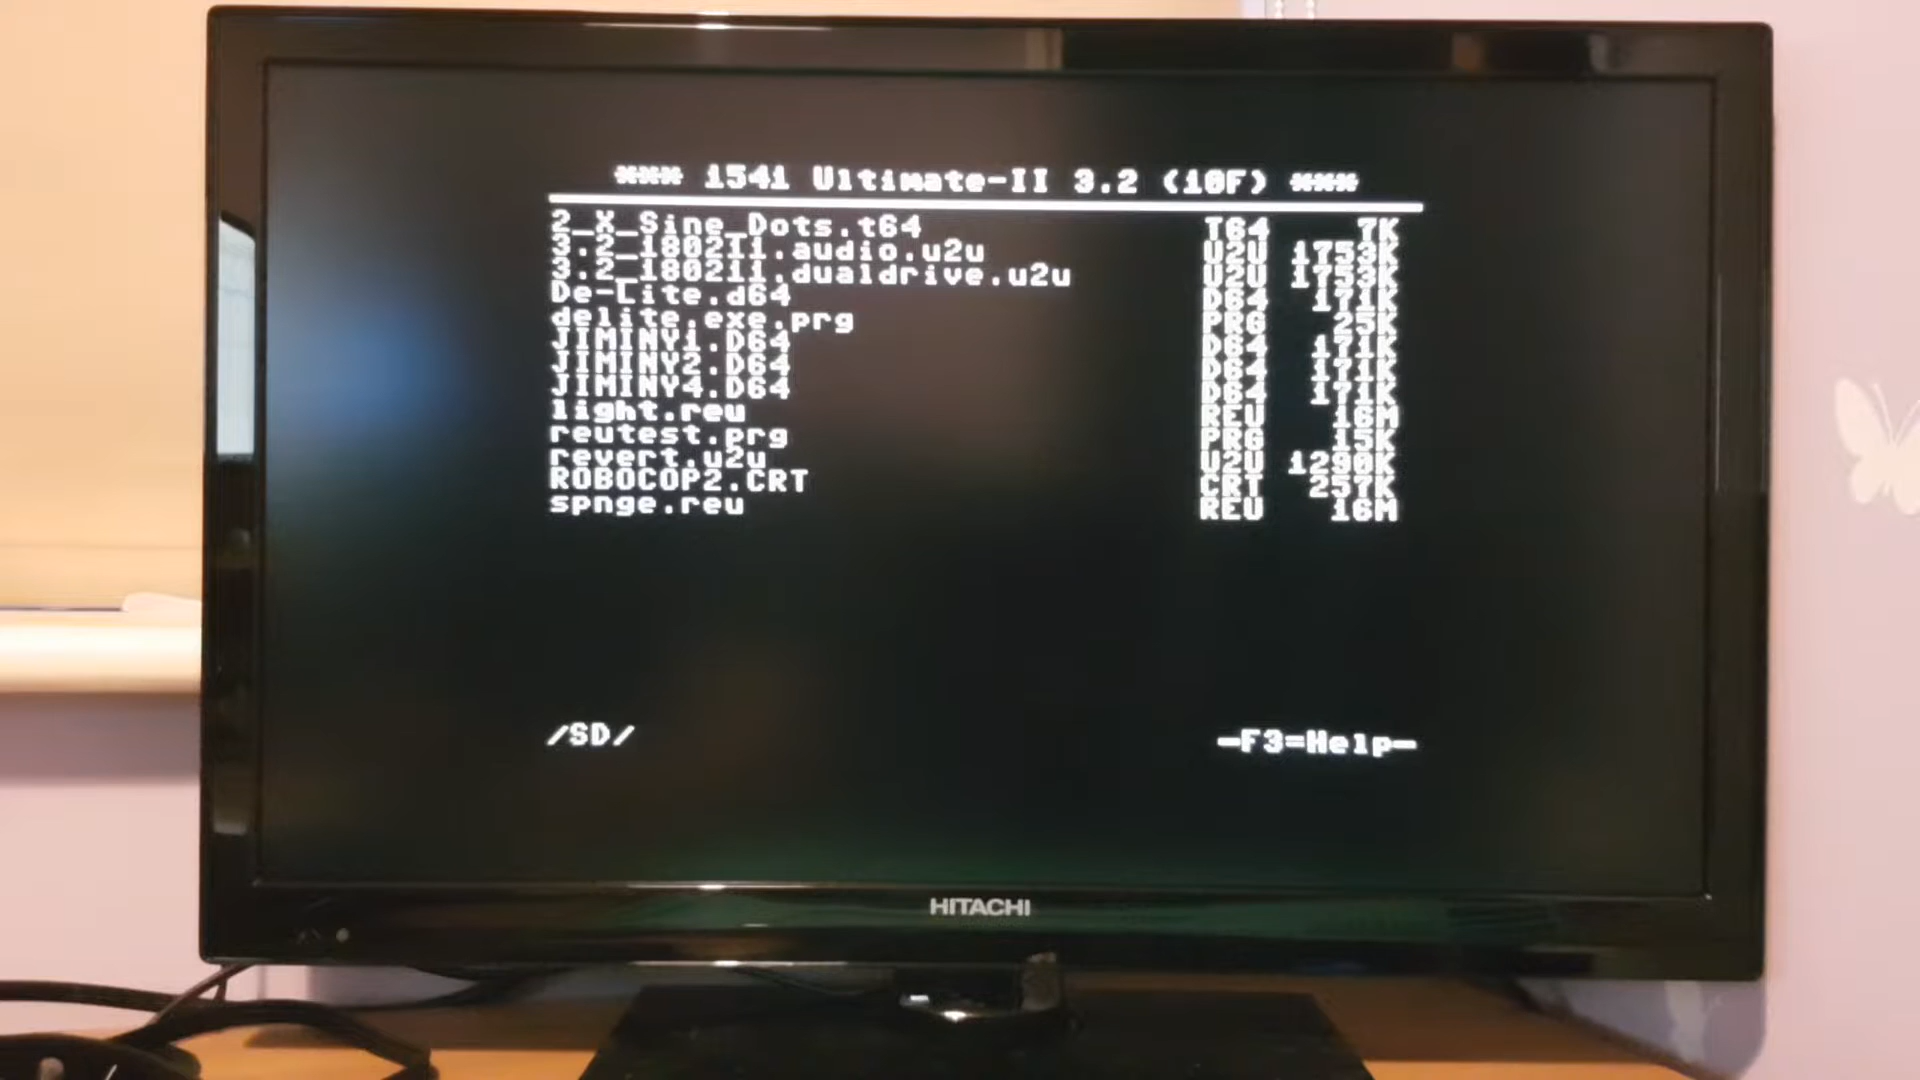 *** 1541 Ultimate-II 3.2 (10F) ***
2_X_Sine_Dots.t64 T64 7K
3.2_180211.audio.u2u U2U 1753K
3.2_180211.dualdrive.u2u U2U 1753K
De-Lite.d64 D64 171K
delite.exe.prg PRG 25K
JIMINY1.D64 D64 171K
JIMINY2.D64 D64 171K
JIMINY4.D64 D64 171K
light.reu REU 16M
reutest.prg PRG 15K
revert.u2u U2U 1290K
ROBOCOP2.CRT CRT 257K
spnge.reu REU 16M
/SD/ -F3=Help-
HITACHI